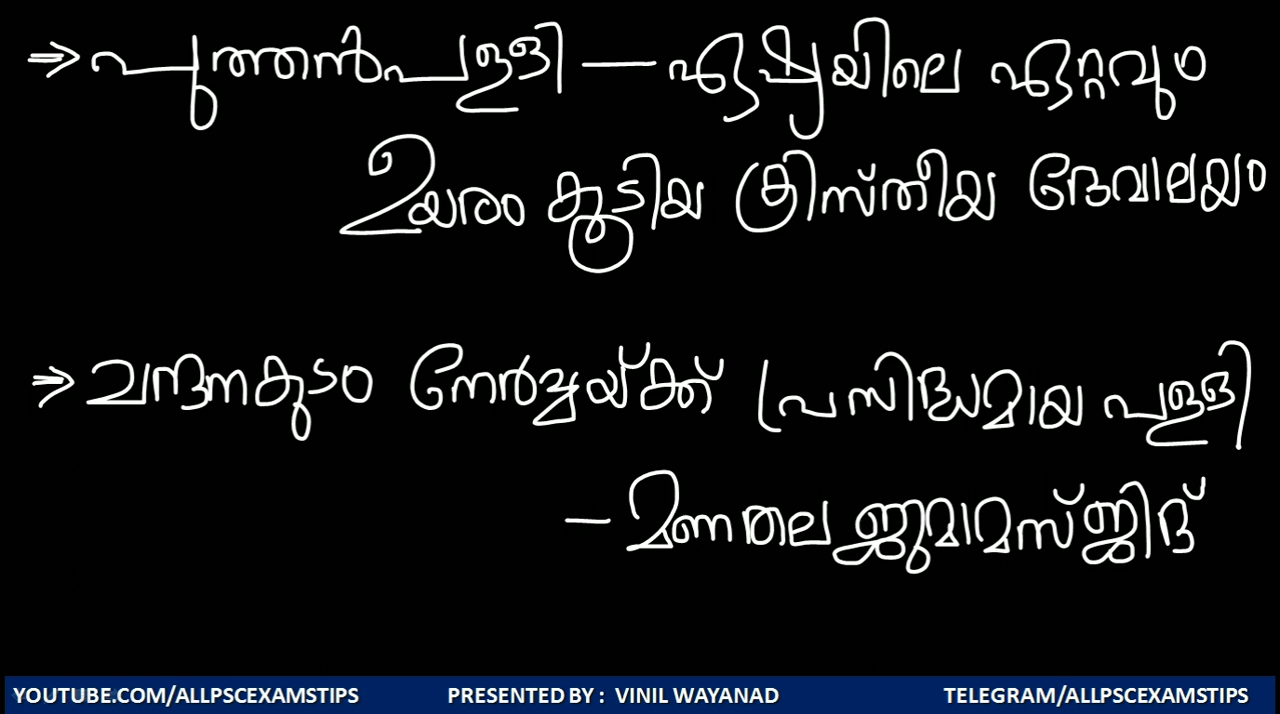 ⇒ പുത്തൻപള്ളി — ഏഷ്യയിലെ ഏറ്റവും
ഉയരം കൂടിയ ക്രിസ്തീയ ദേവാലയം
⇒ ചന്ദനകുടം നേർച്ചയ്ക്ക് പ്രസിദ്ധമായ പള്ളി
– മണത്തല ജുമാമസ്ജിദ്
YOUTUBE.COM/ALLPSCEXAMSTIPS PRESENTED BY : VINIL WAYANAD TELEGRAM/ALLPSCEXAMSTIPS